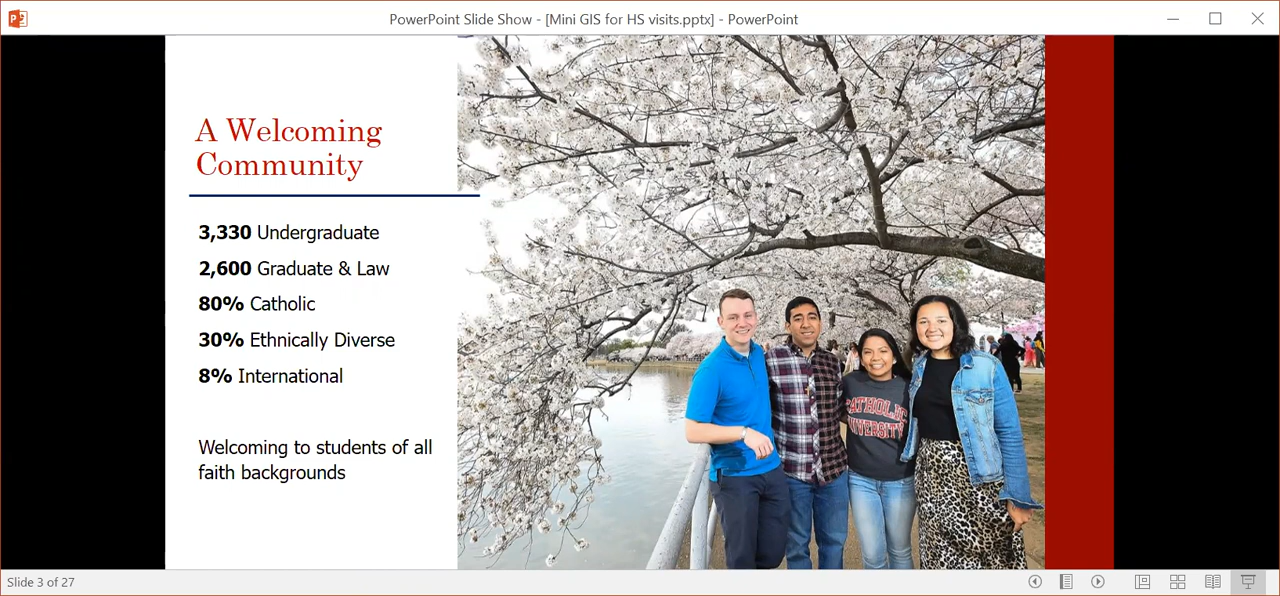 PowerPoint Slide Show - [Mini GIS for HS visits.pptx] - PowerPoint
A Welcoming
Community
3,330 Undergraduate
2,600 Graduate & Law
80% Catholic
30% Ethnically Diverse
8% International
Welcoming to students of all
faith backgrounds
CATHOLIC
UNIVERSITY
Slide 3 of 27